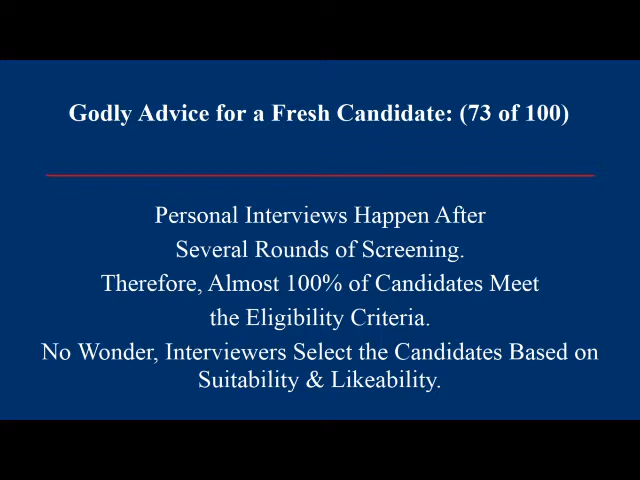 Godly Advice for a Fresh Candidate: (73 of 100)
Personal Interviews Happen After
Several Rounds of Screening.
Therefore, Almost 100% of Candidates Meet
the Eligibility Criteria.
No Wonder, Interviewers Select the Candidates Based on
Suitability & Likeability.